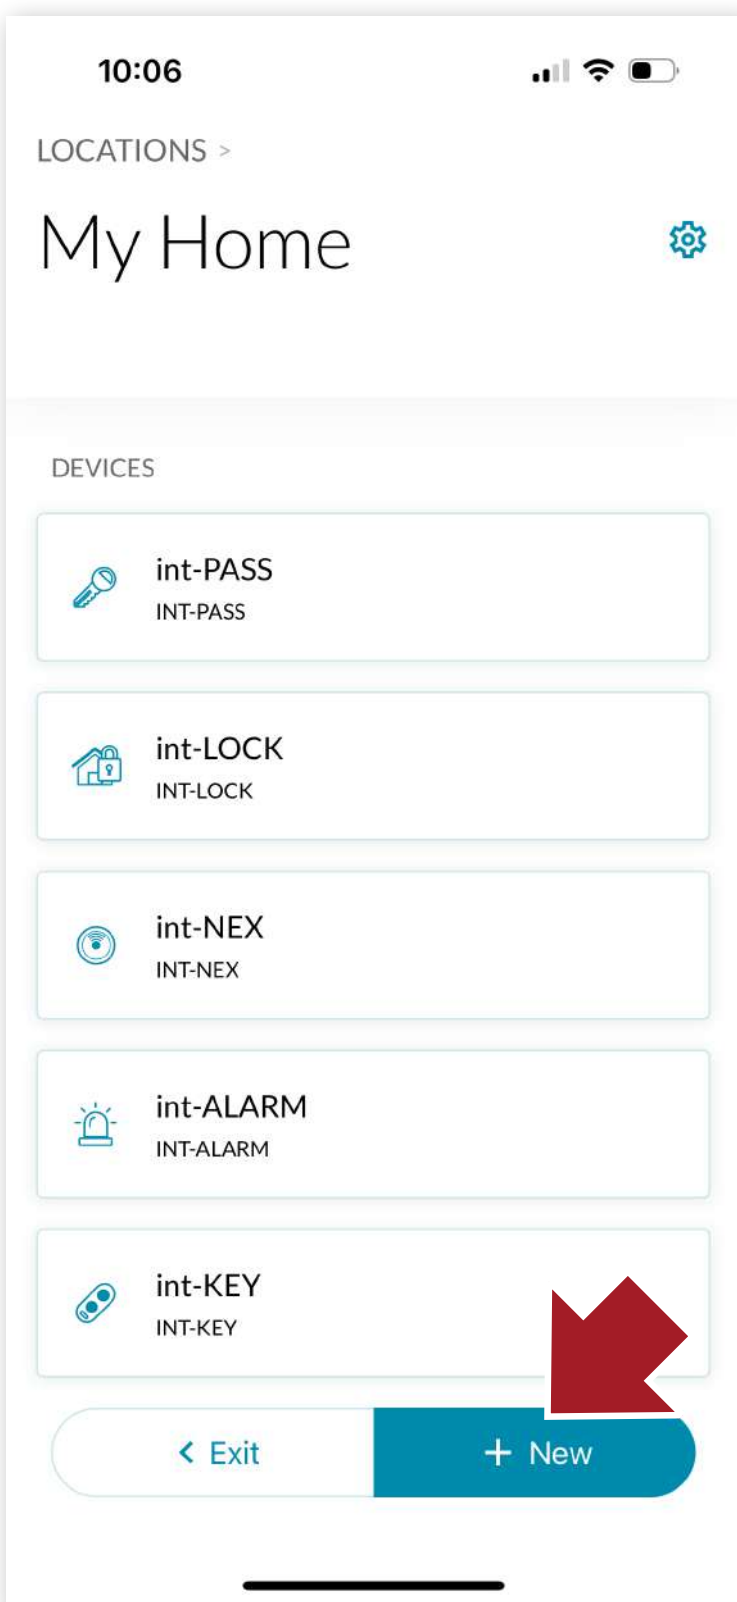 10:06
LOCATIONS >
My Home
DEVICES
int-PASS
INT-PASS
int-LOCK
INT-LOCK
int-NEX
INT-NEX
int-ALARM
INT-ALARM
int-KEY
INT-KEY
< Exit
+ New